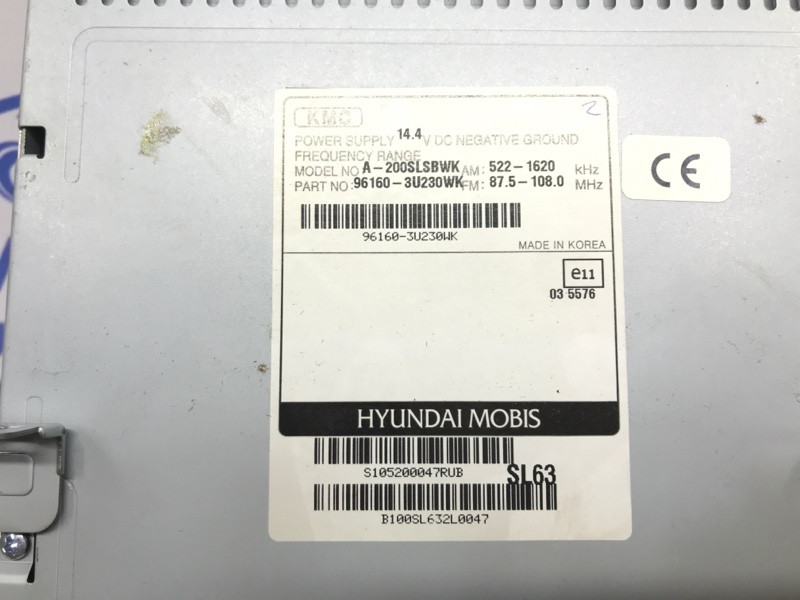 2
KMC
POWER SUPPLY 14.4 V DC NEGATIVE GROUND
FREQUENCY RANGE
MODEL NO A-200SLSBWK AM: 522-1620 KHz
PART NO: 96160-3U230WK FM: 87.5-108.0 MHz
CE
96160-3U230WK
MADE IN KOREA
e11
03 5576
HYUNDAI MOBIS
S105200047RUB
SL63
B100SL632L0047